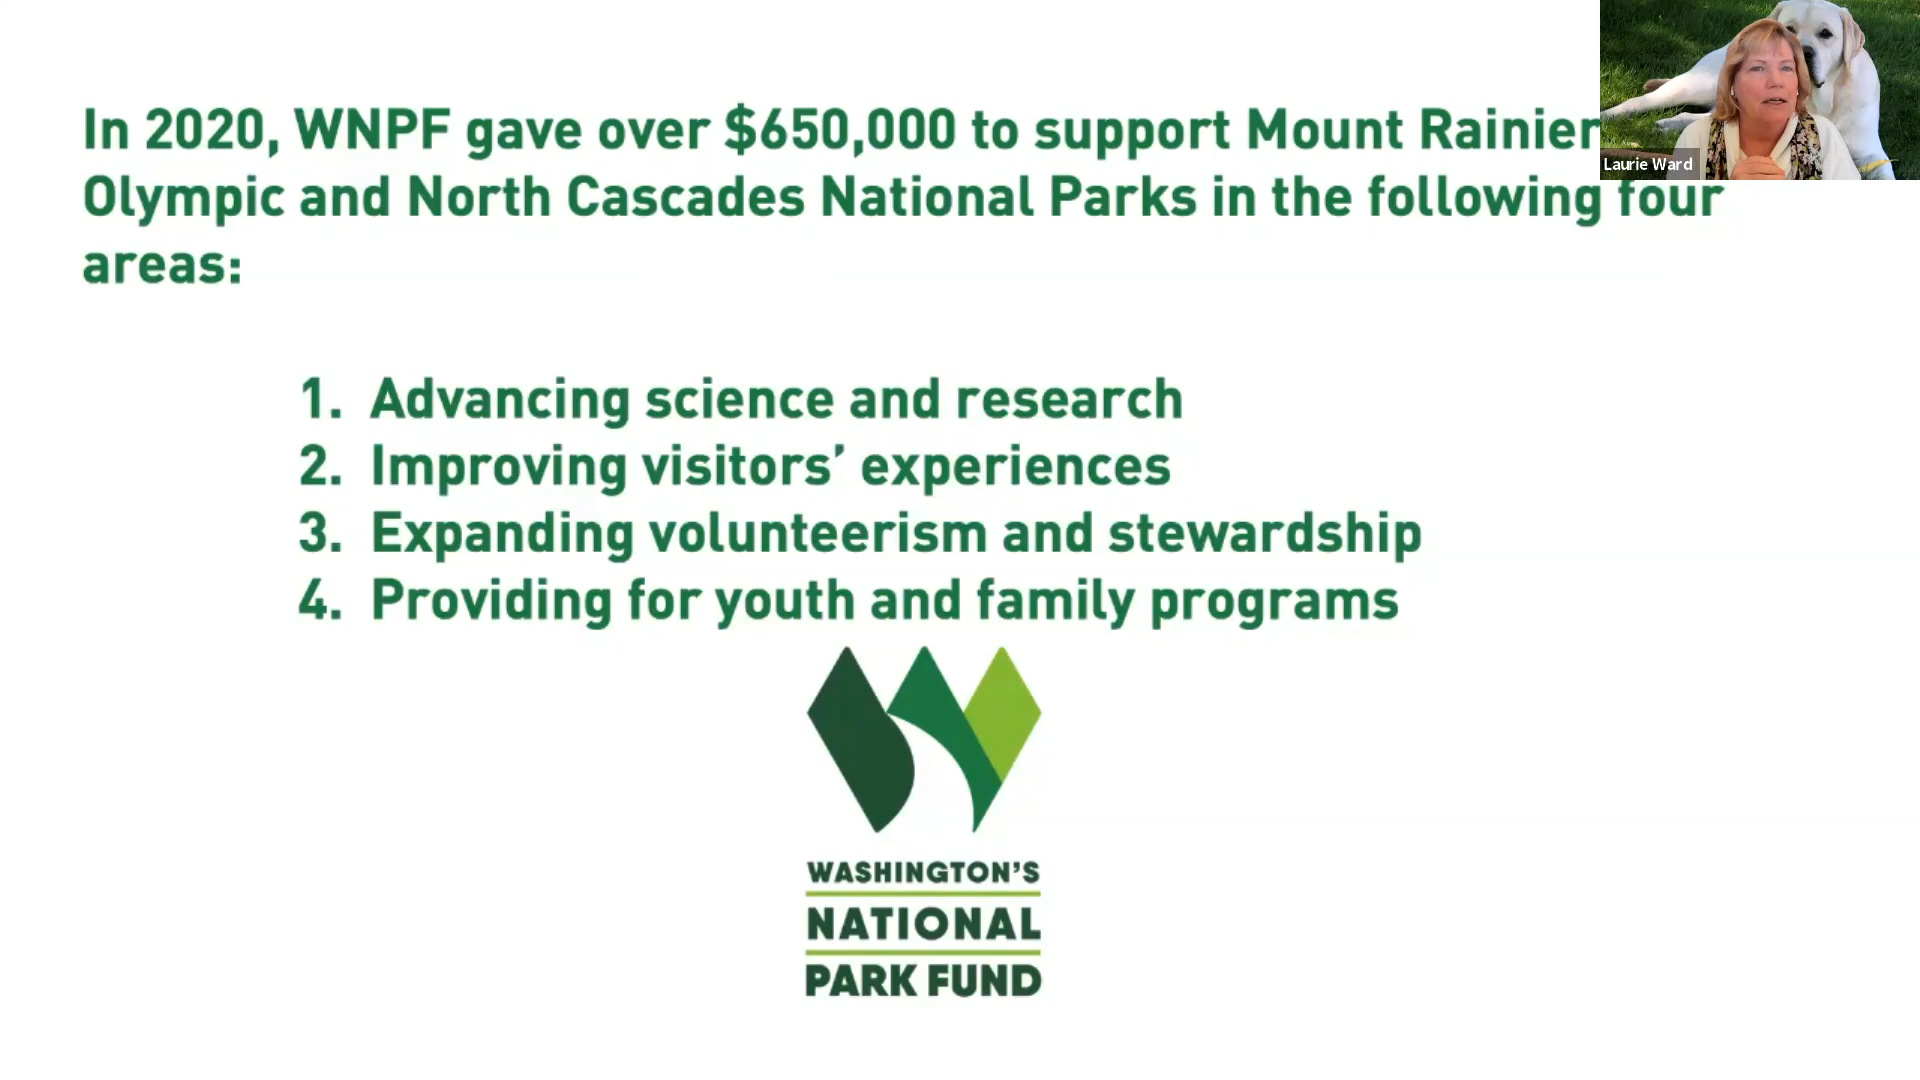 In 2020, WNPF gave over $650,000 to support Mount Rainier
Olympic and North Cascades National Parks in the following four
areas:
1. Advancing science and research
2. Improving visitors’ experiences
3. Expanding volunteerism and stewardship
4. Providing for youth and family programs
WASHINGTON’S
NATIONAL
PARK FUND
Laurie Ward